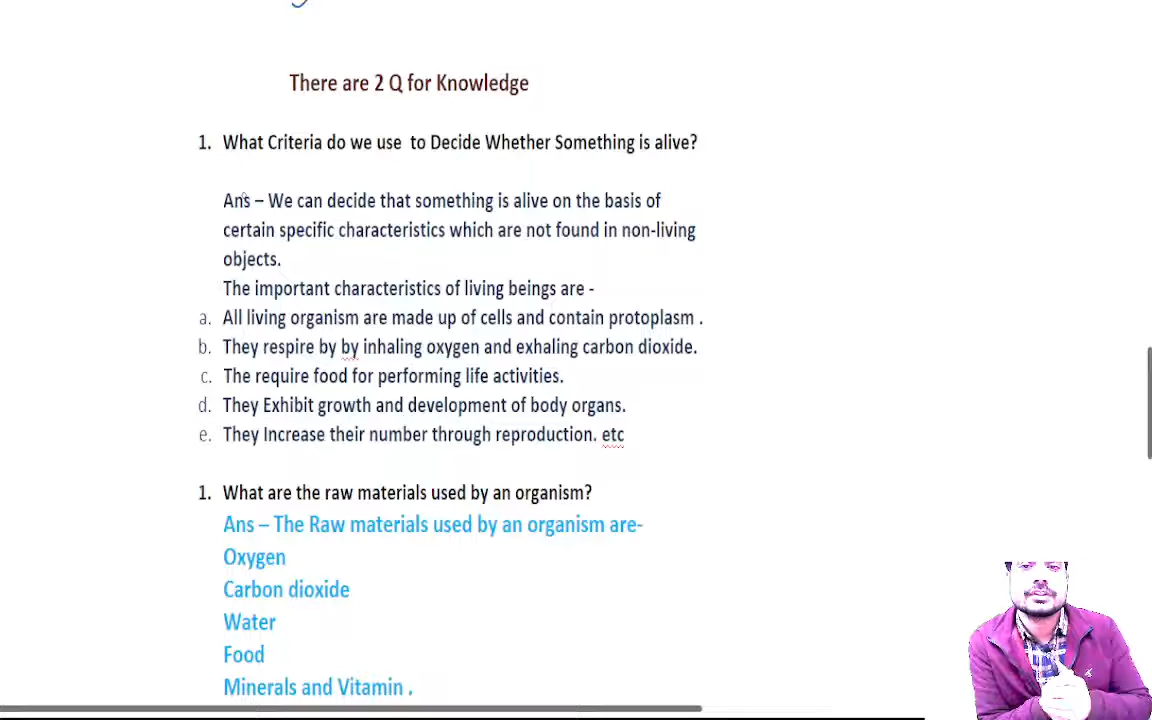 There are 2 Q for Knowledge
1. What Criteria do we use to Decide Whether Something is alive?
Ans – We can decide that something is alive on the basis of
certain specific characteristics which are not found in non-living
objects.
The important characteristics of living beings are -
a. All living organism are made up of cells and contain protoplasm .
b. They respire by by inhaling oxygen and exhaling carbon dioxide.
c. The require food for performing life activities.
d. They Exhibit growth and development of body organs.
e. They Increase their number through reproduction. etc
1. What are the raw materials used by an organism?
Ans – The Raw materials used by an organism are-
Oxygen
Carbon dioxide
Water
Food
Minerals and Vitamin .